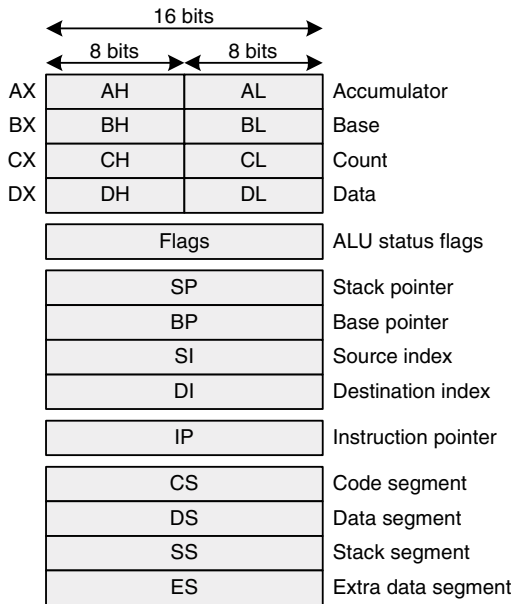 16 bits
8 bits 8 bits
AX AH AL Accumulator
BX BH BL Base
CX CH CL Count
DX DH DL Data
Flags ALU status flags
SP Stack pointer
BP Base pointer
SI Source index
DI Destination index
IP Instruction pointer
CS Code segment
DS Data segment
SS Stack segment
ES Extra data segment